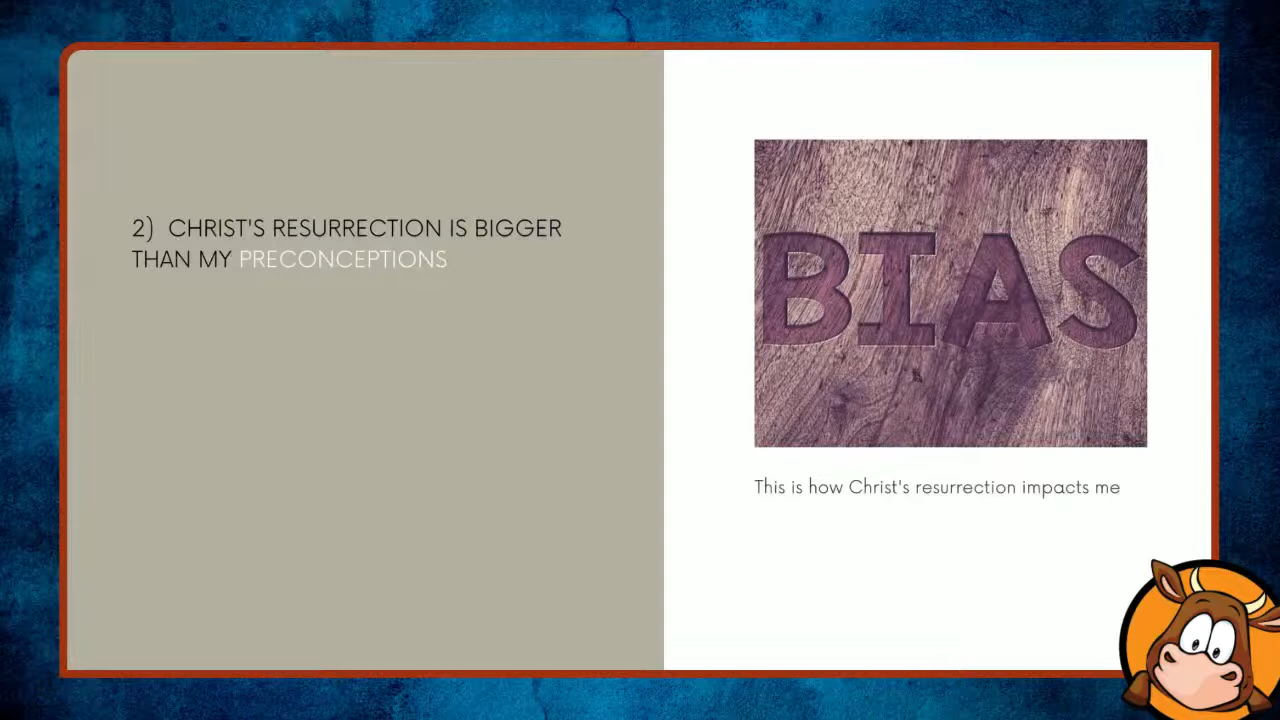 2) CHRIST'S RESURRECTION IS BIGGER
THAN MY PRECONCEPTIONS
BIAS
This is how Christ's resurrection impacts me